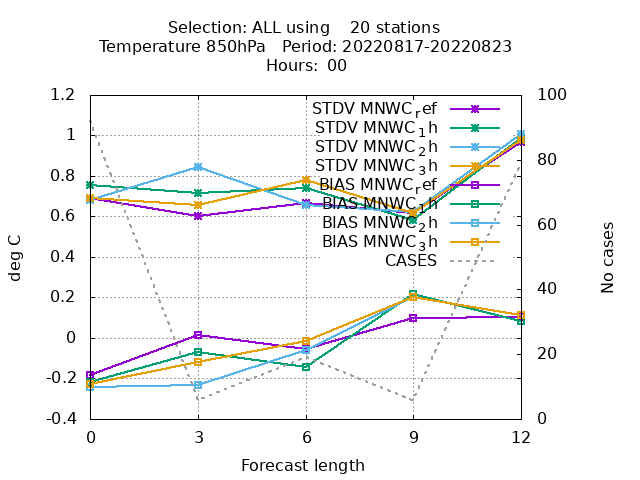 Selection: ALL using    20 stations
Temperature 850hPa   Period: 20220817-20220823
Hours:  00
1.2
1
0.8
0.6
0.4
0.2
0
-0.2
-0.4
deg C
STDV MNWC_ref
STDV MNWC_1h
STDV MNWC_2h
STDV MNWC_3h
BIAS MNWC_ref
BIAS MNWC_1h
BIAS MNWC_2h
BIAS MNWC_3h
CASES
100
80
60
40
20
0
No cases
0 3 6 9 12
Forecast length